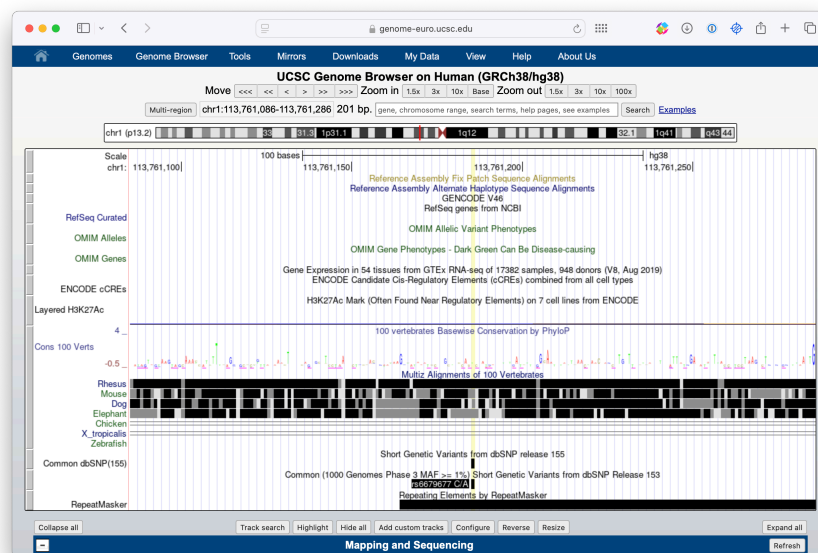 genome-euro.ucsc.edu
Genomes Genome Browser Tools Mirrors Downloads My Data View Help About Us
UCSC Genome Browser on Human (GRCh38/hg38)
Move <<< << < > >> >>> Zoom in 1.5x 3x 10x Base Zoom out 1.5x 3x 10x 100x
Multi-region chr1:113,761,086-113,761,286 201 bp. gene, chromosome range, search terms, help pages, see examples Search Examples
chr1 (p13.2) 33 31.3 1p31.1 1q12 32.1 1q41 q43 44
Scale 100 bases hg38
chr1: 113,761,100 113,761,150 113,761,200 113,761,250
Reference Assembly Fix Patch Sequence Alignments
Reference Assembly Alternate Haplotype Sequence Alignments
GENCODE V46
RefSeq genes from NCBI
RefSeq Curated
OMIM Allelic Variant Phenotypes
OMIM Alleles
OMIM Gene Phenotypes - Dark Green Can Be Disease-causing
OMIM Genes
Gene Expression in 54 tissues from GTEx RNA-seq of 17382 samples, 948 donors (V8, Aug 2019)
ENCODE Candidate Cis-Regulatory Elements (cCREs) combined from all cell types
ENCODE cCREs
H3K27Ac Mark (Often Found Near Regulatory Elements) on 7 cell lines from ENCODE
Layered H3K27Ac
4 _ 100 vertebrates Basewise Conservation by PhyloP
Cons 100 Verts
-0.5 _
Multiz Alignments of 100 Vertebrates
Rhesus
Mouse
Dog
Elephant
Chicken
X_tropicalis
Zebrafish
Short Genetic Variants from dbSNP release 155
Common dbSNP(155)
Common (1000 Genomes Phase 3 MAF >= 1%) Short Genetic Variants from dbSNP Release 153
rs6679677 C/A
Repeating Elements by RepeatMasker
RepeatMasker
Collapse all Track search Highlight Hide all Add custom tracks Configure Reverse Resize Expand all
- Mapping and Sequencing Refresh